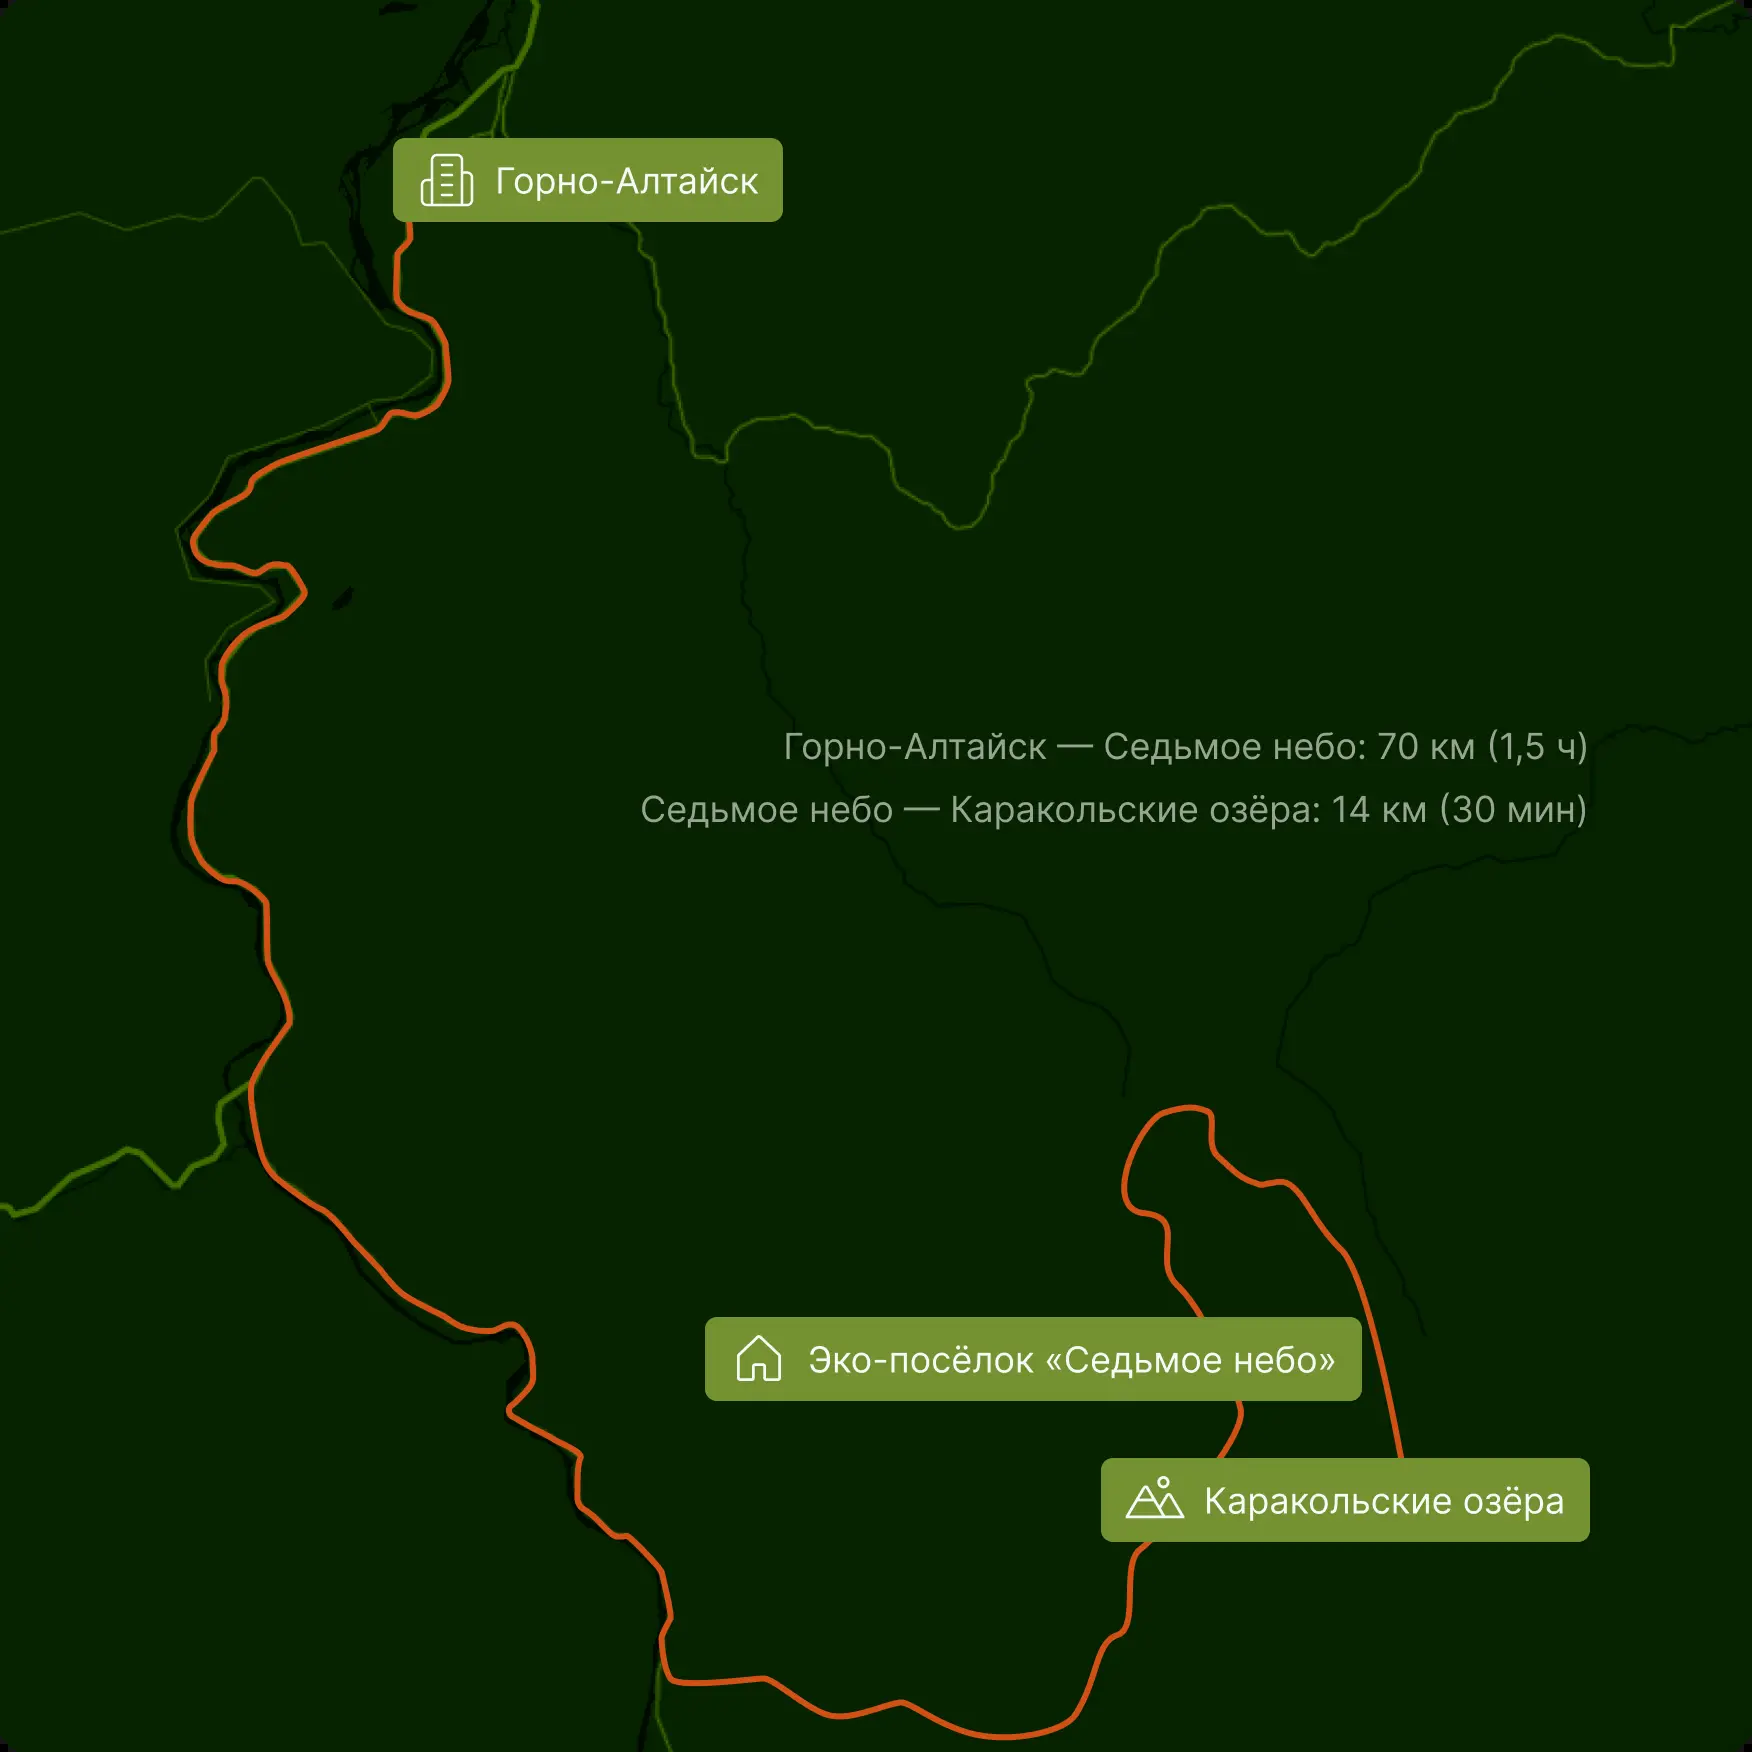 Горно-Алтайск
Горно-Алтайск — Седьмое небо: 70 км (1,5 ч)
Седьмое небо — Каракольские озёра: 14 км (30 мин)
Эко-посёлок «Седьмое небо»
Каракольские озёра